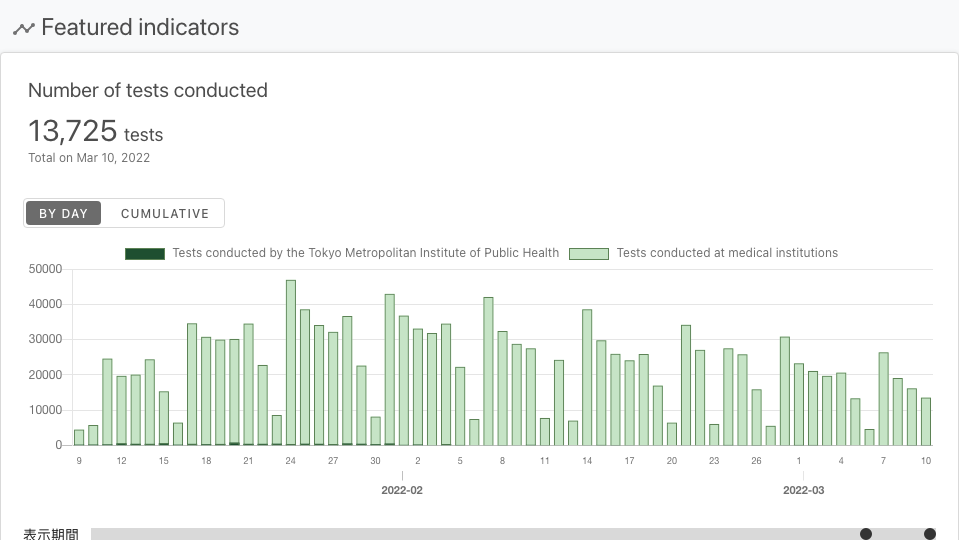 Featured indicators
Number of tests conducted
13,725 tests
Total on Mar 10, 2022
BY DAY CUMULATIVE
Tests conducted by the Tokyo Metropolitan Institute of Public Health Tests conducted at medical institutions
50000
40000
30000
20000
10000
0
9 12 15 18 21 24 27 30 2 5 8 11 14 17 20 23 26 1 4 7 10
2022-02 2022-03
表示期間